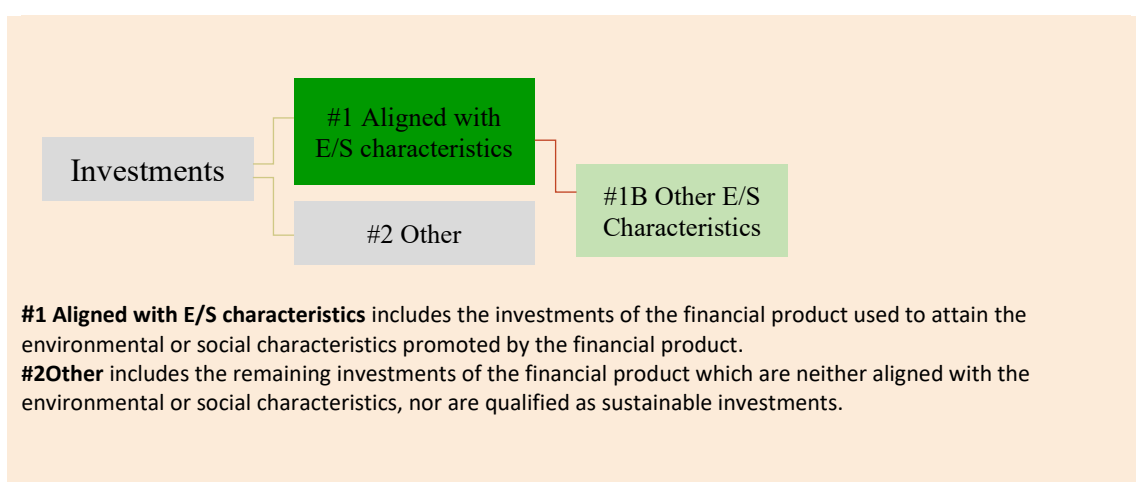 #1 Aligned with
E/S characteristics
Investments
#1B Other E/S
Characteristics
#2 Other
#1 Aligned with E/S characteristics includes the investments of the financial product used to attain the
environmental or social characteristics promoted by the financial product.
#2Other includes the remaining investments of the financial product which are neither aligned with the
environmental or social characteristics, nor are qualified as sustainable investments.